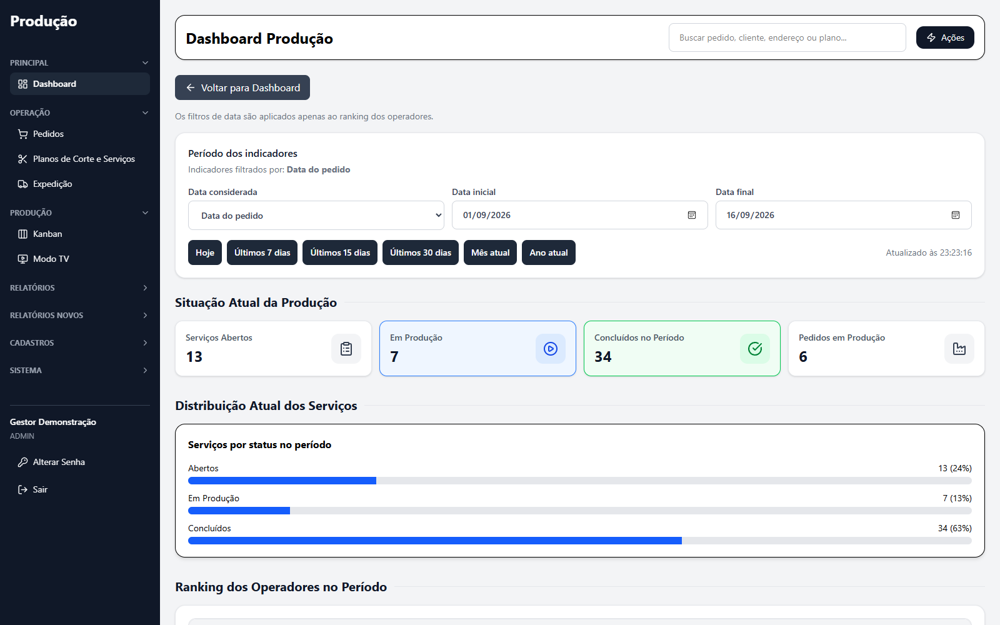 Produção
PRINCIPAL
Dashboard
OPERAÇÃO
Pedidos
Planos de Corte e Serviços
Expedição
PRODUÇÃO
Kanban
Modo TV
RELATÓRIOS
RELATÓRIOS NOVOS
CADASTROS
SISTEMA
Gestor Demonstração
ADMIN
Alterar Senha
Sair
Dashboard Produção
Buscar pedido, cliente, endereço ou plano...
Ações
Voltar para Dashboard
Os filtros de data são aplicados apenas ao ranking dos operadores.
Período dos indicadores
Indicadores filtrados por: Data do pedido
Data considerada
Data do pedido
Data inicial
01/09/2026
Data final
16/09/2026
Hoje
Últimos 7 dias
Últimos 15 dias
Últimos 30 dias
Mês atual
Ano atual
Atualizado às 23:23:16
Situação Atual da Produção
Serviços Abertos
13
Em Produção
7
Concluídos no Período
34
Pedidos em Produção
6
Distribuição Atual dos Serviços
Serviços por status no período
Abertos 13 (24%)
Em Produção 7 (13%)
Concluídos 34 (63%)
Ranking dos Operadores no Período